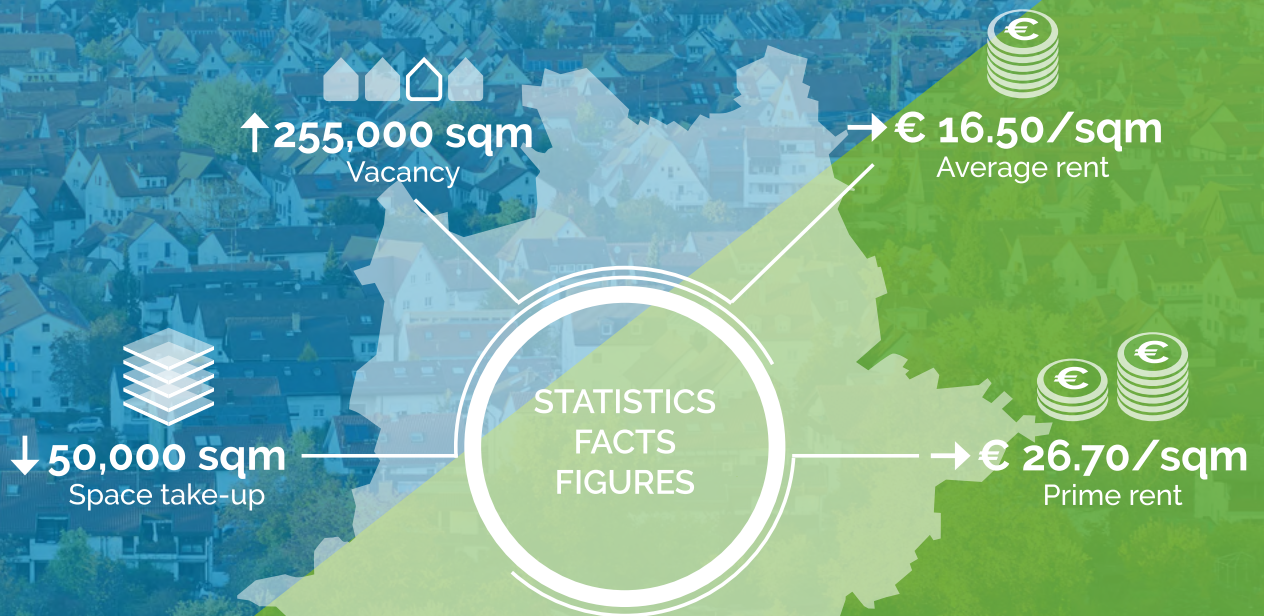 ↑255,000 sqm
Vacancy
→€ 16.50/sqm
Average rent
↓50,000 sqm
Space take-up
STATISTICS
FACTS
FIGURES
→€ 26.70/sqm
Prime rent